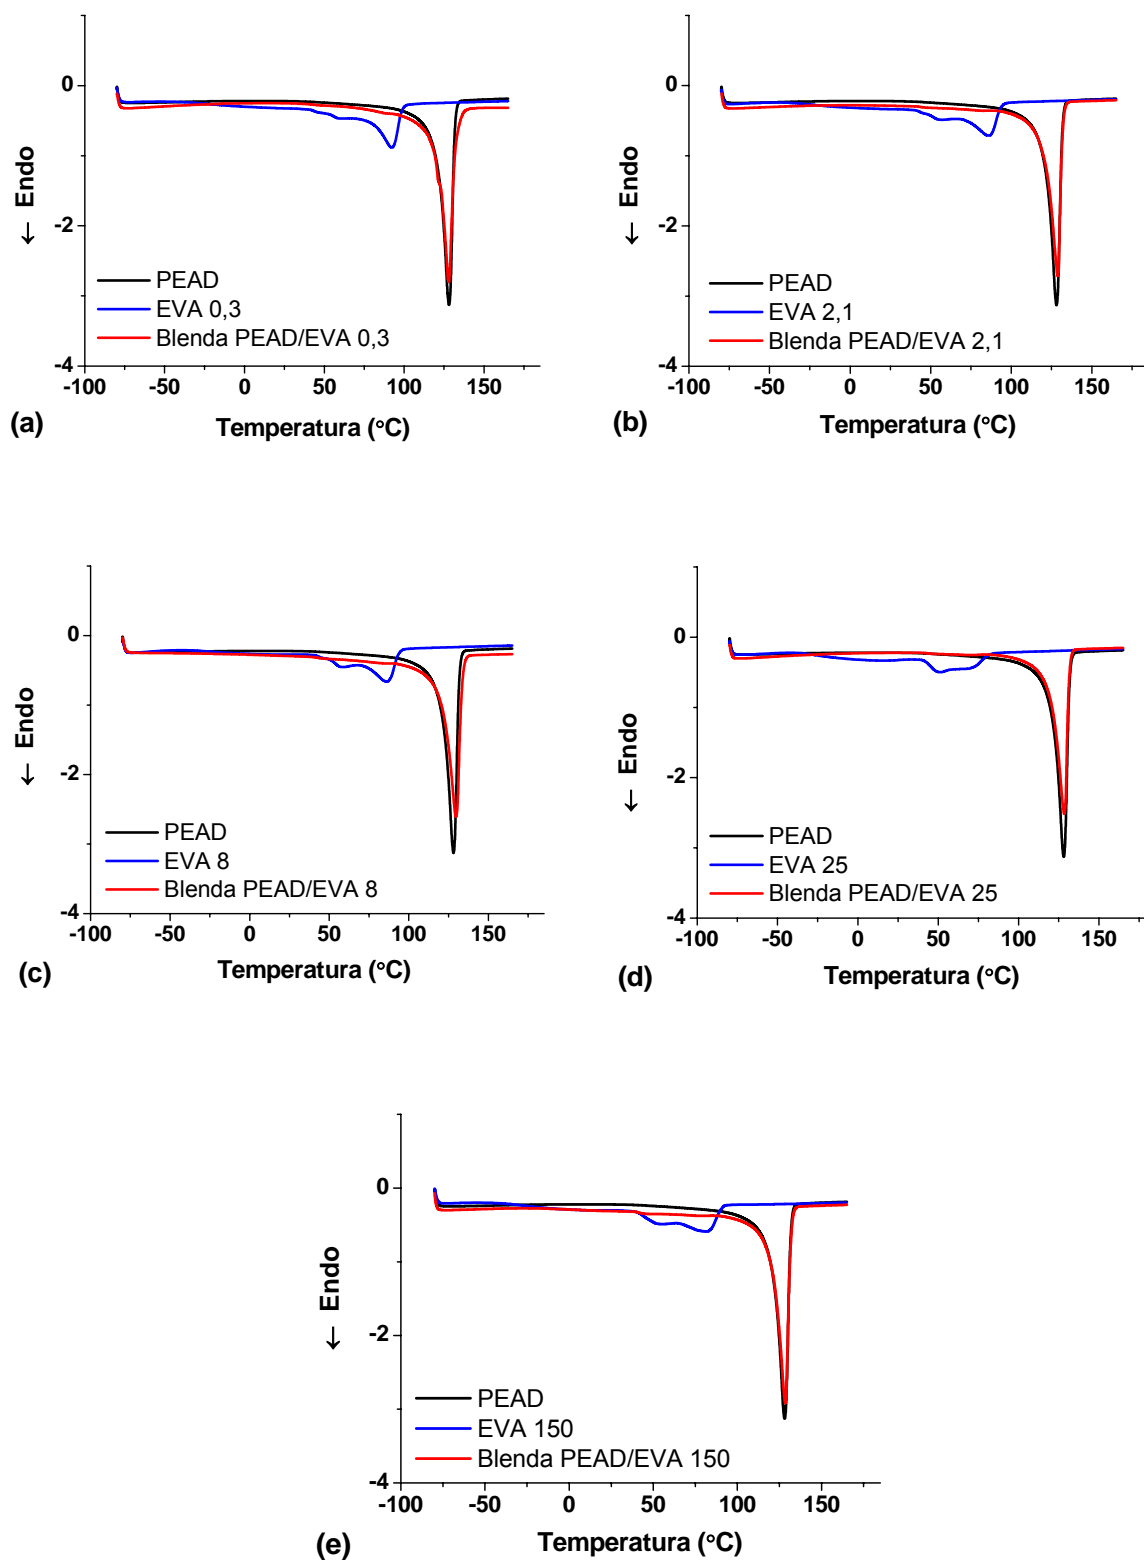 0
-2
-4
← Endo
PEAD
EVA 0,3
Blenda PEAD/EVA 0,3
-100 -50 0 50 100 150
Temperatura (°C)
(a)
0
-2
-4
← Endo
PEAD
EVA 2,1
Blenda PEAD/EVA 2,1
-100 -50 0 50 100 150
Temperatura (°C)
(b)
0
-2
-4
← Endo
PEAD
EVA 8
Blenda PEAD/EVA 8
-100 -50 0 50 100 150
Temperatura (°C)
(c)
0
-2
-4
← Endo
PEAD
EVA 25
Blenda PEAD/EVA 25
-100 -50 0 50 100 150
Temperatura (°C)
(d)
0
-2
-4
← Endo
PEAD
EVA 150
Blenda PEAD/EVA 150
-100 -50 0 50 100 150
Temperatura (°C)
(e)